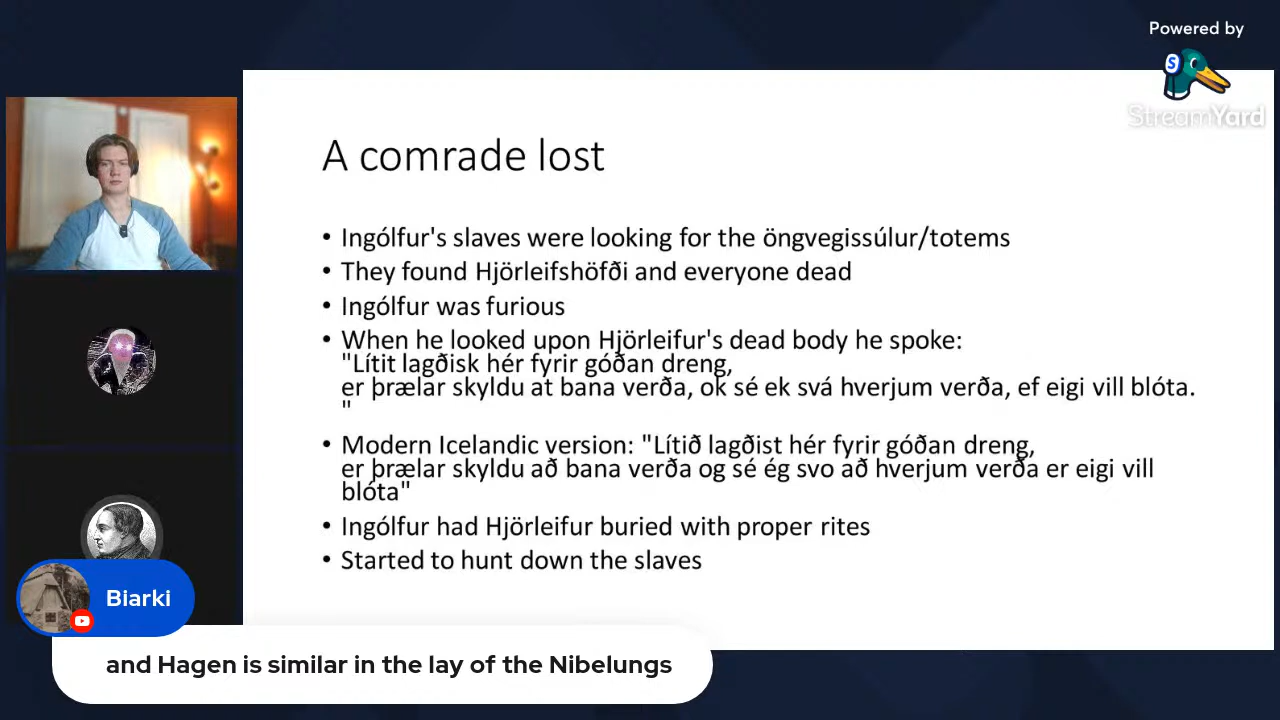 Powered by
StreamYard
A comrade lost
• Ingólfur's slaves were looking for the öngvegissúlur/totems
• They found Hjörleifshöfði and everyone dead
• Ingólfur was furious
• When he looked upon Hjörleifur's dead body he spoke:
"Lítit lagðisk hér fyrir góðan dreng,
er þrælar skyldu at bana verða, ok sé ek svá hverjum verða, ef eigi vill blóta.
"
• Modern Icelandic version: "Lítið lagðist hér fyrir góðan dreng,
er þrælar skyldu að bana verða og sé ég svo að hverjum verða er eigi vill
blóta"
• Ingólfur had Hjörleifur buried with proper rites
• Started to hunt down the slaves
Biarki
and Hagen is similar in the lay of the Nibelungs